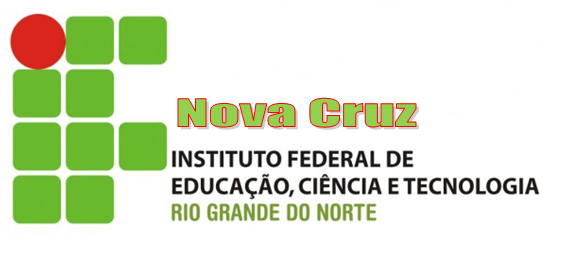 Nova Cruz
INSTITUTO FEDERAL DE
EDUCAÇÃO, CIÊNCIA E TECNOLOGIA
RIO GRANDE DO NORTE